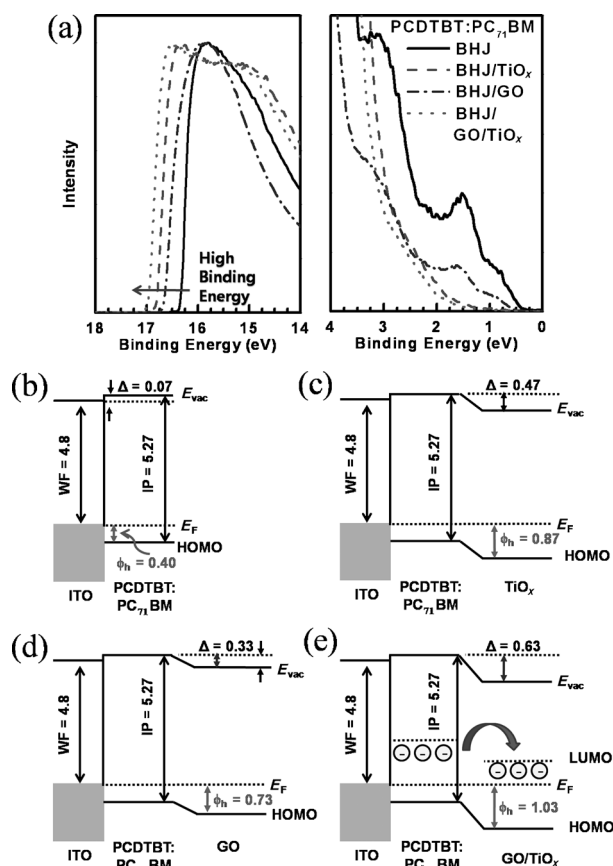 (a)
Intensity
High
Binding
Energy
18 17 16 15 14
Binding Energy (eV)
PCDTBT:PC71BM
BHJ
BHJ/TiOx
BHJ/GO
BHJ/
GO/TiOx
4 3 2 1 0
Binding Energy (eV)
(b)
Δ = 0.07
Evac
WF = 4.8
IP = 5.27
EF
HOMO
ϕh = 0.40
ITO
PCDTBT:
PC71BM
(c)
Δ = 0.47
Evac
WF = 4.8
IP = 5.27
EF
ϕh = 0.87
HOMO
ITO
PCDTBT:
PC71BM
TiOx
(d)
Δ = 0.33
Evac
WF = 4.8
IP = 5.27
EF
ϕh = 0.73
HOMO
ITO
PCDTBT:
PC71BM
GO
(e)
Δ = 0.63
Evac
WF = 4.8
IP = 5.27
- - -
LUMO
- - -
EF
ϕh = 1.03
HOMO
ITO
PCDTBT:
PC71BM
GO/TiOx